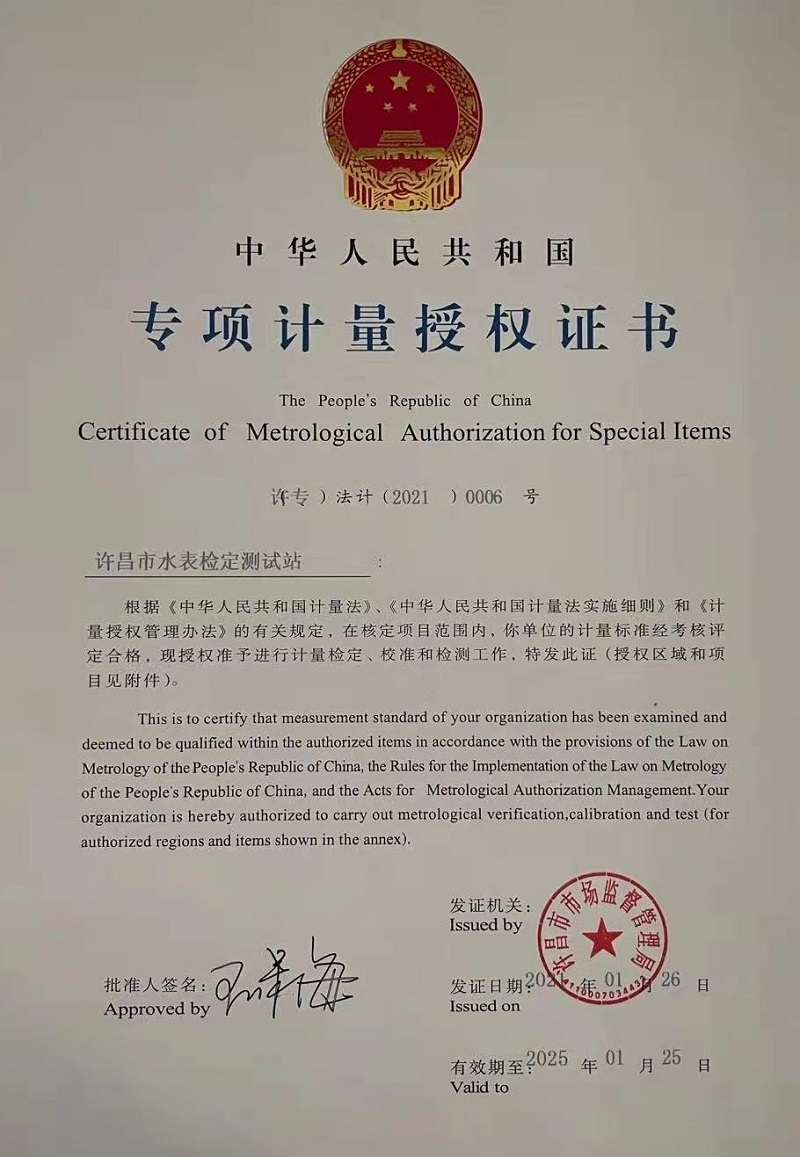 中华人民共和国
专项计量授权证书
The People's Republic of China
Certificate of Metrological Authorization for Special Items
许专）法计（2021 ）0006 号
许昌市水表检定测试站：
根据《中华人民共和国计量法》、《中华人民共和国计量法实施细则》和《计
量授权管理办法》的有关规定，在核定项目范围内，你单位的计量标准经考核评
定合格，现授权准予进行计量检定、校准和检测工作，特发此证（授权区域和项
目见附件）。
This is to certify that measurement standard of your organization has been examined and
deemed to be qualified within the authorized items in accordance with the provisions of the Law on
Metrology of the People's Republic of China, the Rules for the Implementation of the Law on Metrology
of the People's Republic of China, and the Acts for Metrological Authorization Management.Your
organization is hereby authorized to carry out metrological verification,calibration and test (for
authorized regions and items shown in the annex).
发证机关：
Issued by
许昌市市场监督管理局
批准人签名：
Approved by
发证日期：2021 年 01 月 26 日
Issued on
有效期至：2025 年 01 月 25 日
Valid to